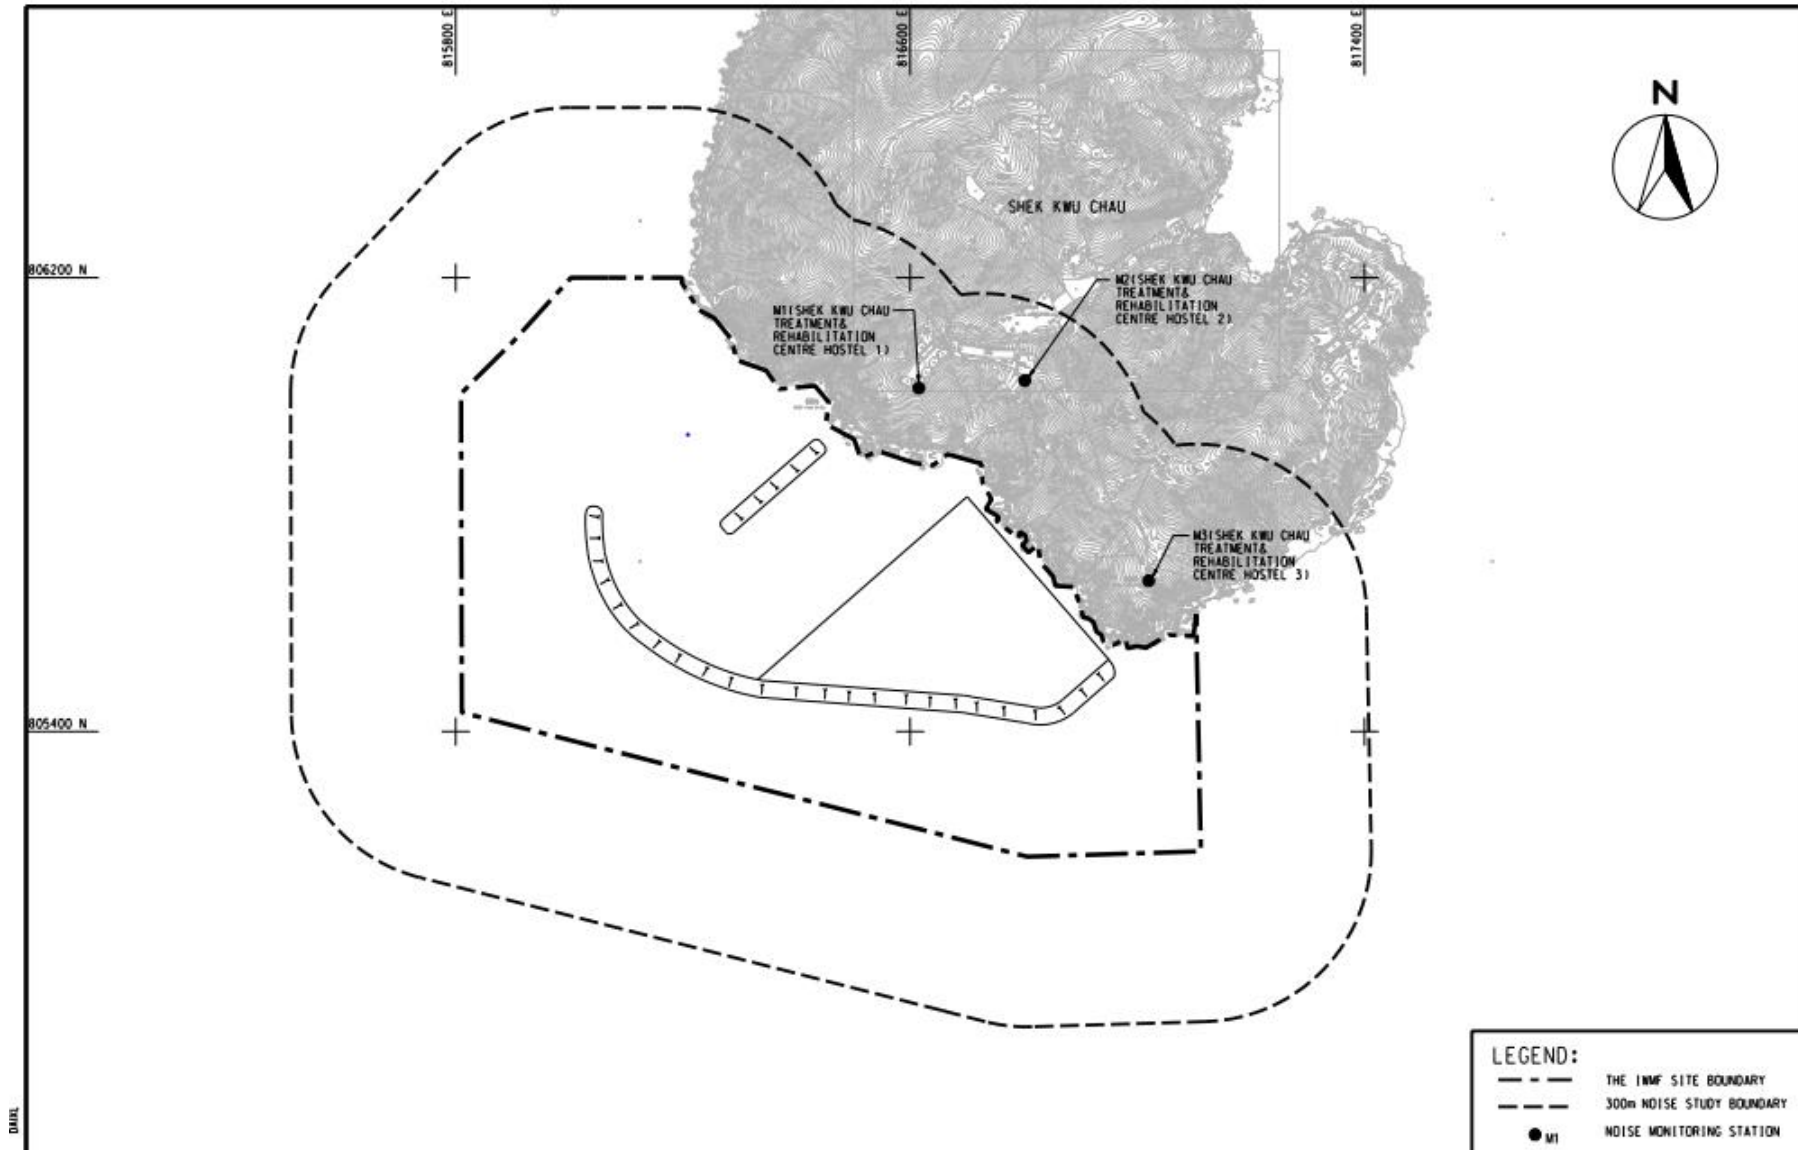 815800 E
816600 E
817400 E
N
SHEK KWU CHAU
806200 N
M2(SHEK KWU CHAU
TREATMENT&
REHABILITATION
CENTRE HOSTEL 2)
M1(SHEK KWU CHAU
TREATMENT&
REHABILITATION
CENTRE HOSTEL 1)
M3(SHEK KWU CHAU
TREATMENT&
REHABILITATION
CENTRE HOSTEL 3)
805400 N
LEGEND:
THE IWMF SITE BOUNDARY
300m NOISE STUDY BOUNDARY
M1 NOISE MONITORING STATION